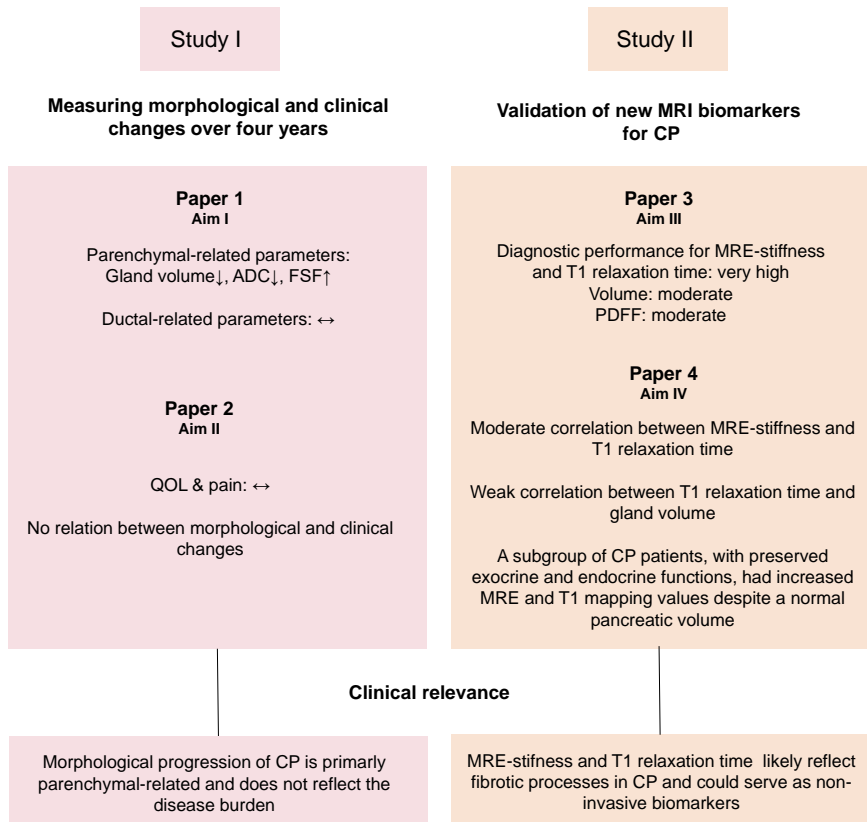 Study I
Measuring morphological and clinical
changes over four years
Paper 1
Aim I
Parenchymal-related parameters:
Gland volume↓, ADC↓, FSF↑
Ductal-related parameters: ↔
Paper 2
Aim II
QOL & pain: ↔
No relation between morphological and clinical
changes
Study II
Validation of new MRI biomarkers
for CP
Paper 3
Aim III
Diagnostic performance for MRE-stiffness
and T1 relaxation time: very high
Volume: moderate
PDFF: moderate
Paper 4
Aim IV
Moderate correlation between MRE-stiffness and
T1 relaxation time
Weak correlation between T1 relaxation time and
gland volume
A subgroup of CP patients, with preserved
exocrine and endocrine functions, had increased
MRE and T1 mapping values despite a normal
pancreatic volume
Clinical relevance
Morphological progression of CP is primarly
parenchymal-related and does not reflect the
disease burden
MRE-stifness and T1 relaxation time likely reflect
fibrotic processes in CP and could serve as non-
invasive biomarkers